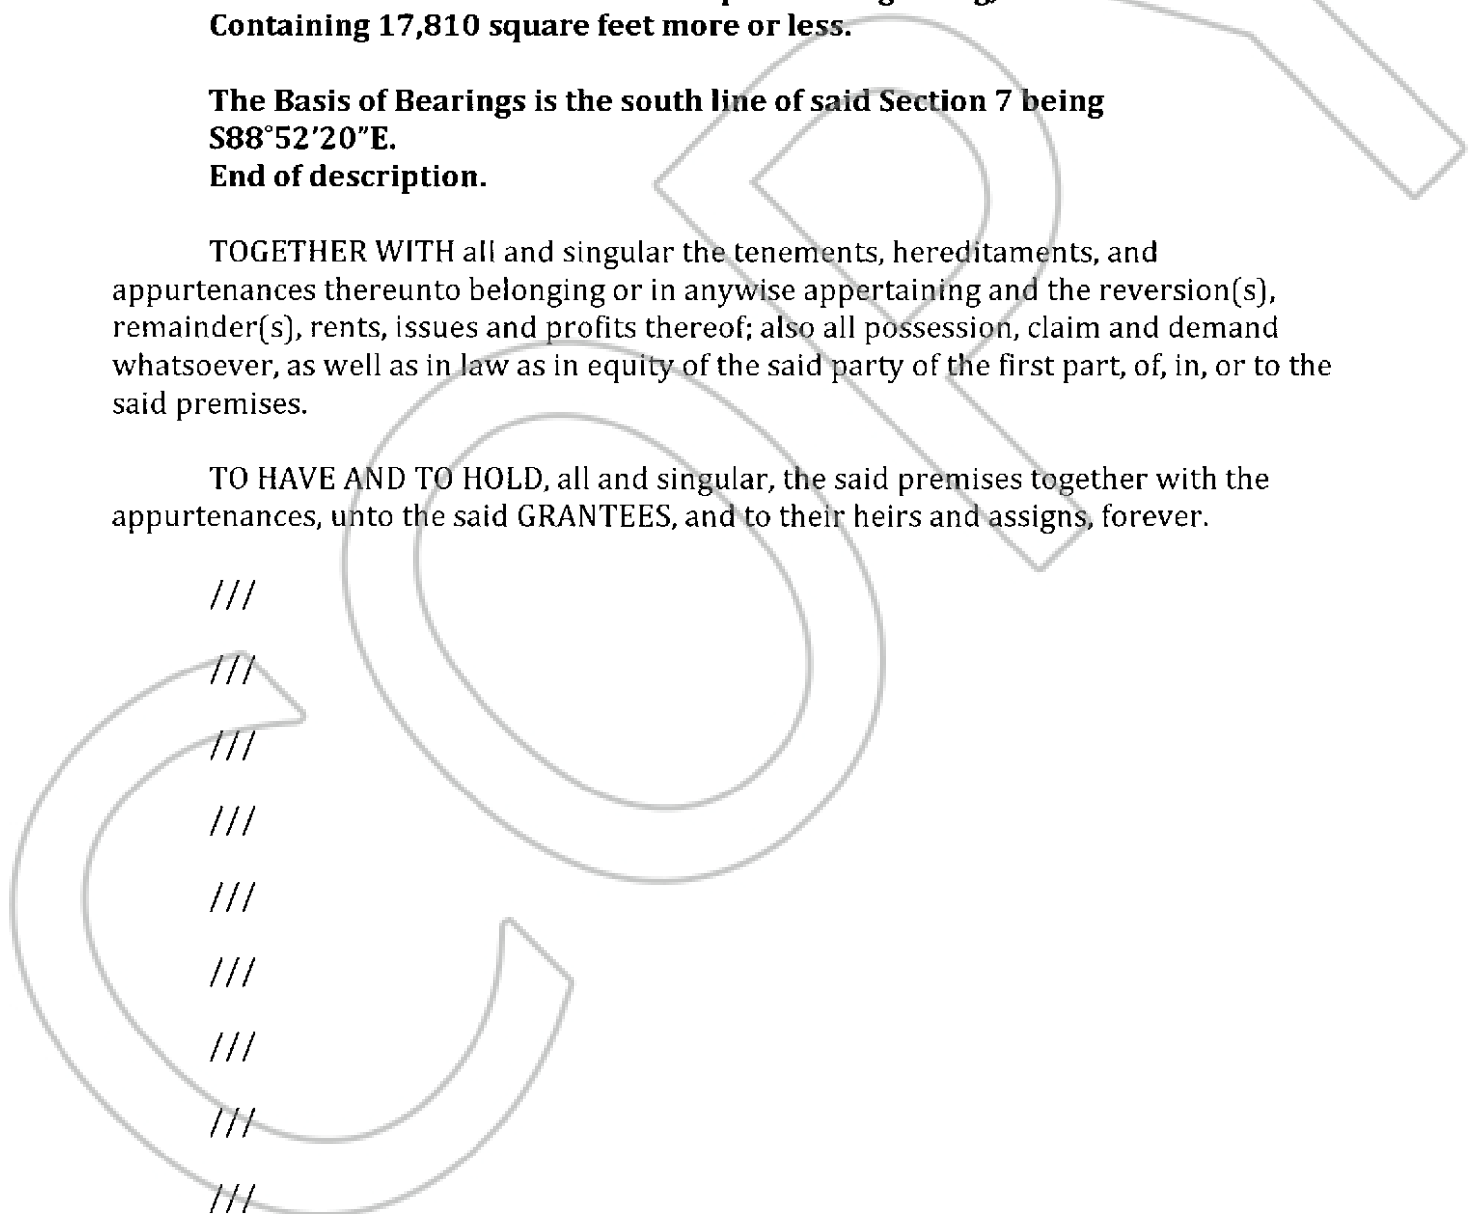 Containing 17,810 square feet more or less.
The Basis of Bearings is the south line of said Section 7 being
S88°52'20"E.
End of description.
TOGETHER WITH all and singular the tenements, hereditaments, and
appurtenances thereunto belonging or in anywise appertaining and the reversion(s),
remainder(s), rents, issues and profits thereof; also all possession, claim and demand
whatsoever, as well as in law as in equity of the said party of the first part, of, in, or to the
said premises.
TO HAVE AND TO HOLD, all and singular, the said premises together with the
appurtenances, unto the said GRANTEES, and to their heirs and assigns, forever.
///
///
///
///
///
///
///
///
///
COPY